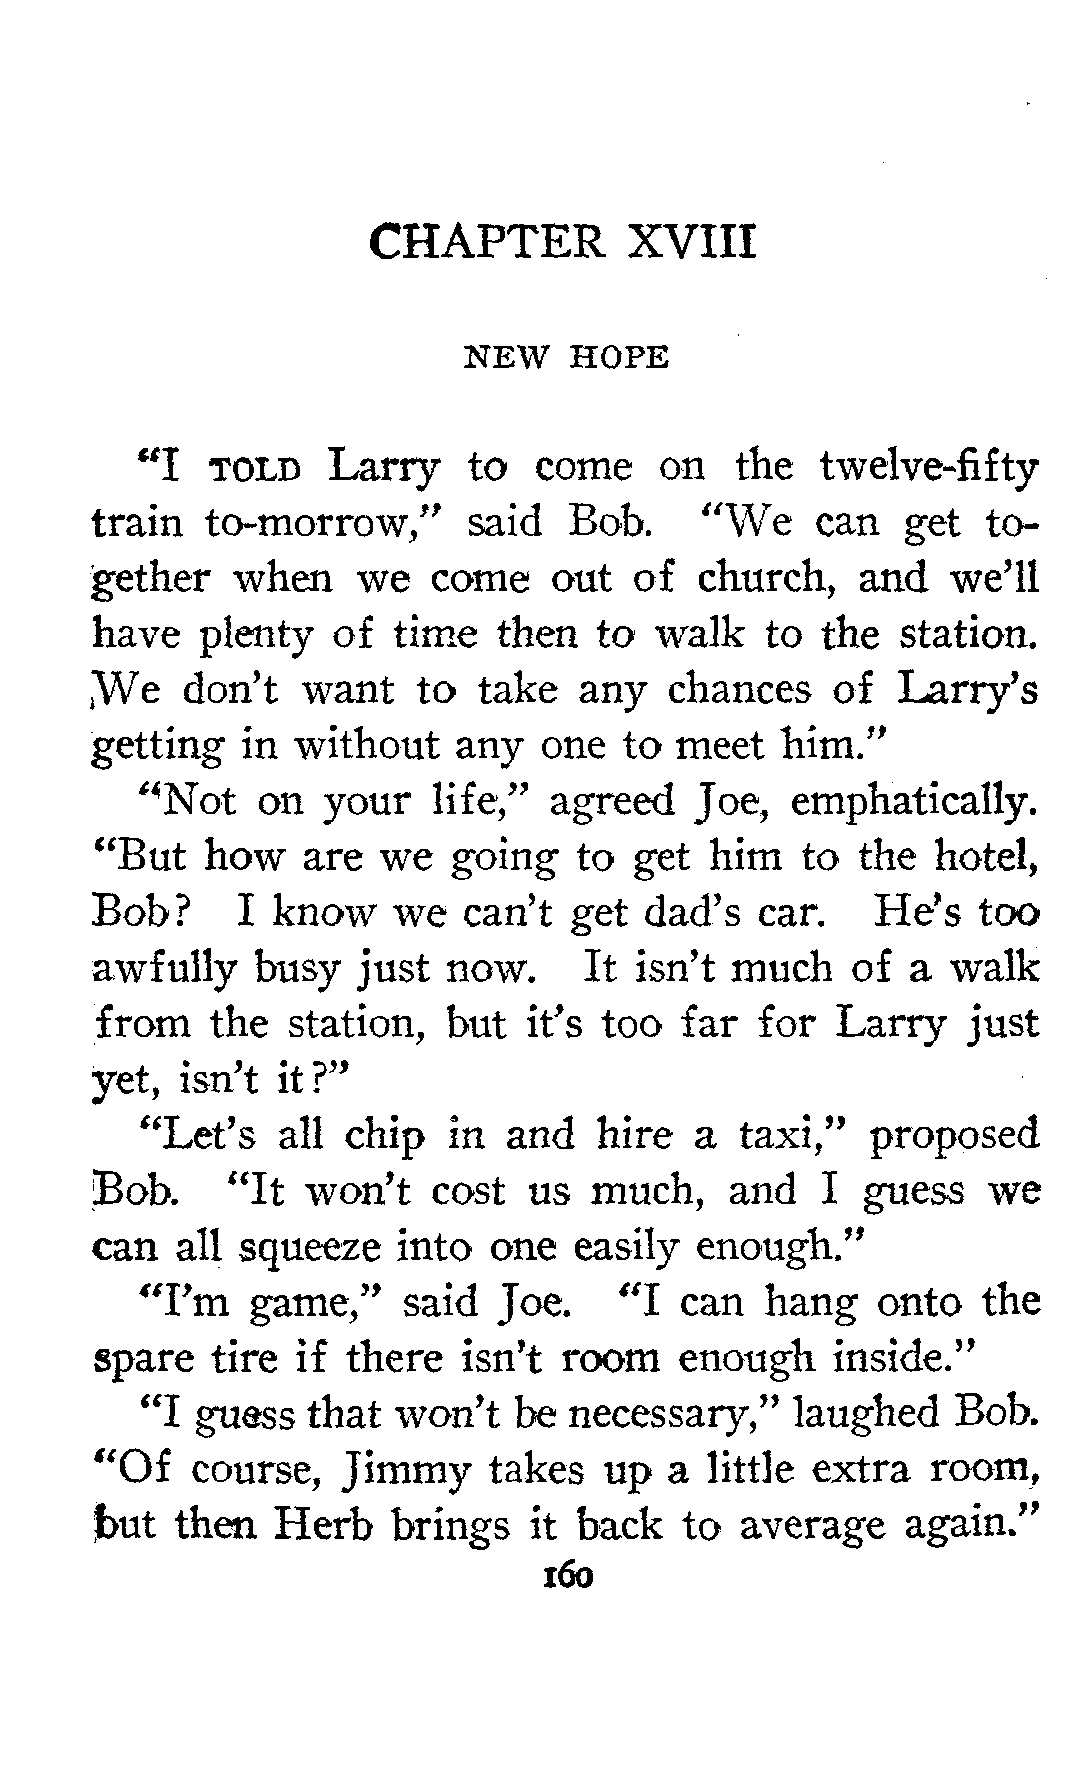 CHAPTER XVIII
NEW HOPE
“I TOLD Larry to come on the twelve-fifty
train to-morrow,” said Bob. “We can get to-
gether when we come out of church, and we’ll
have plenty of time then to walk to the station.
We don’t want to take any chances of Larry’s
getting in without any one to meet him.”
“Not on your life,” agreed Joe, emphatically.
“But how are we going to get him to the hotel,
Bob? I know we can’t get dad’s car. He’s too
awfully busy just now. It isn’t much of a walk
from the station, but it’s too far for Larry just
yet, isn’t it?”
“Let’s all chip in and hire a taxi,” proposed
Bob. “It won’t cost us much, and I guess we
can all squeeze into one easily enough.”
“I’m game,” said Joe. “I can hang onto the
spare tire if there isn’t room enough inside.”
“I guess that won’t be necessary,” laughed Bob.
“Of course, Jimmy takes up a little extra room,
but then Herb brings it back to average again.”
160